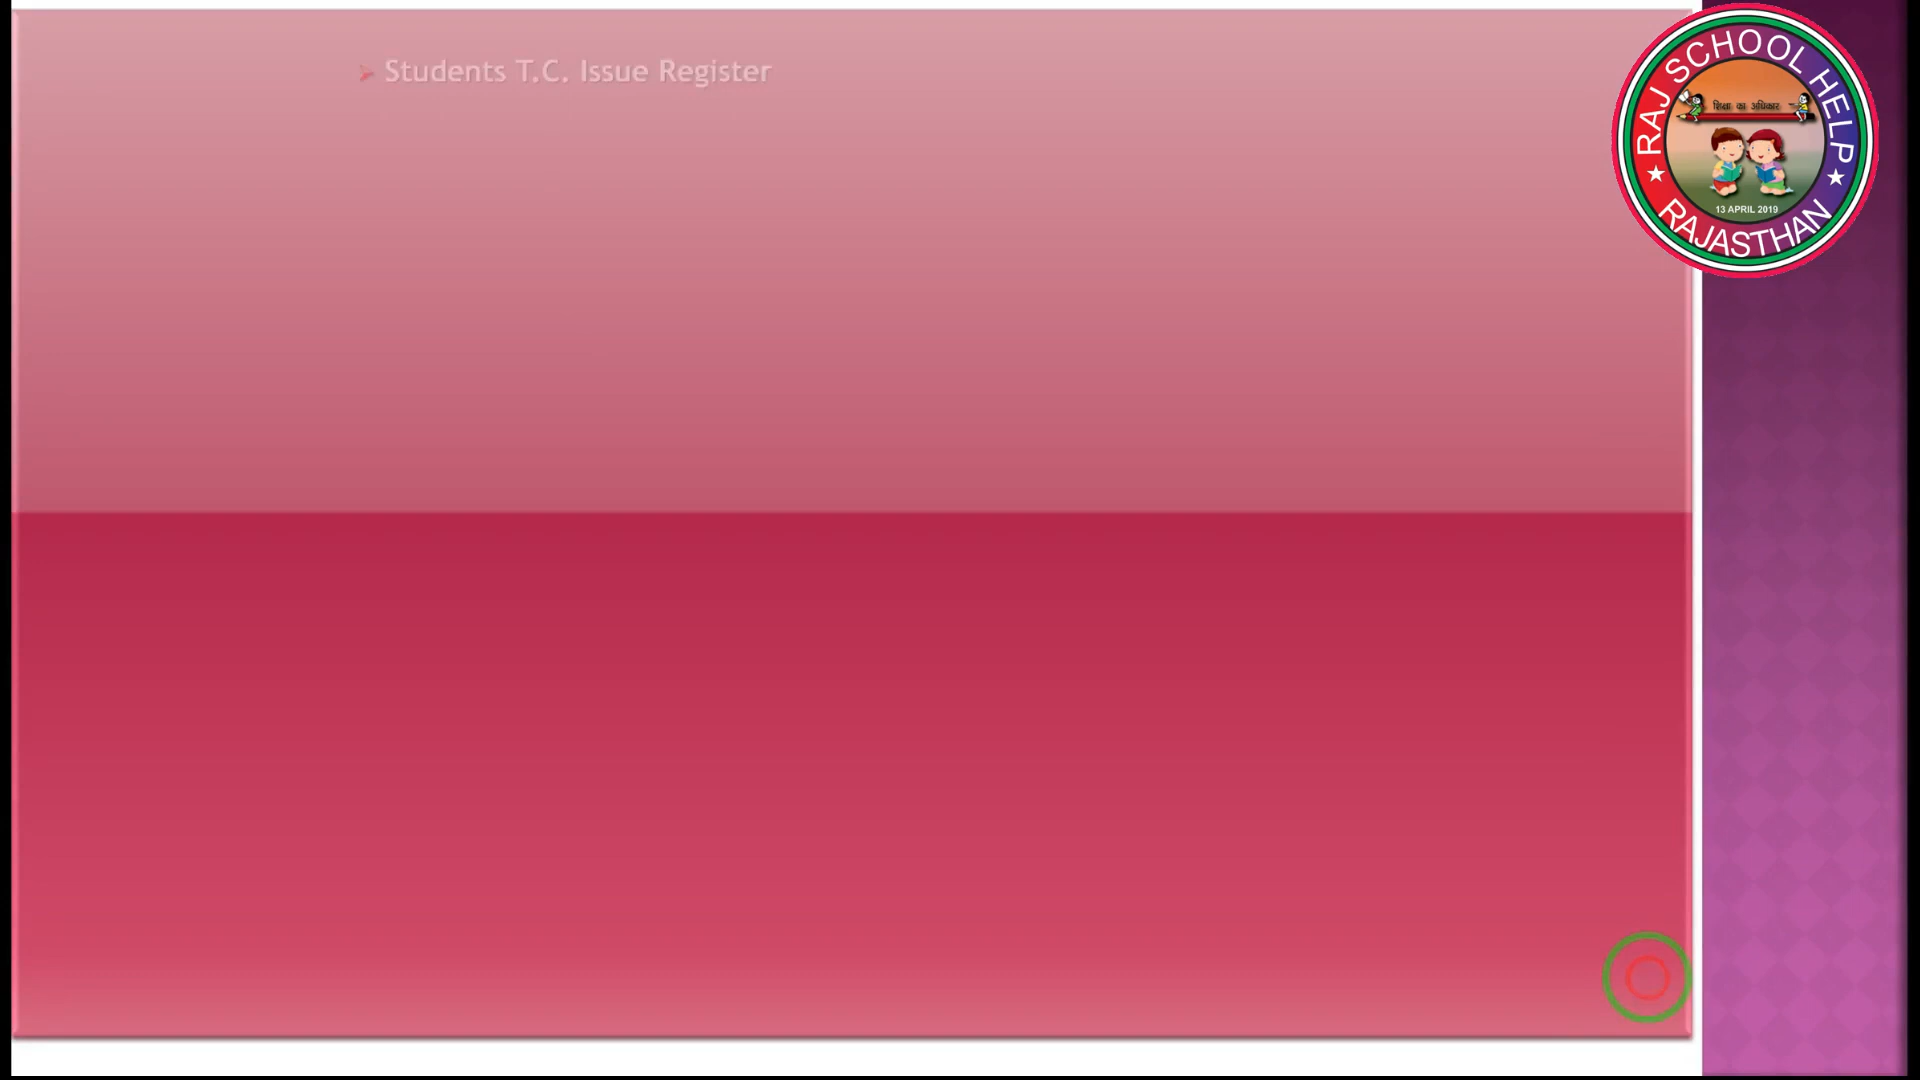 ➢ Students T.C. Issue Register
RAJ SCHOOL HELP
शिक्षा का अधिकार
13 APRIL 2019
★ RAJASTHAN ★